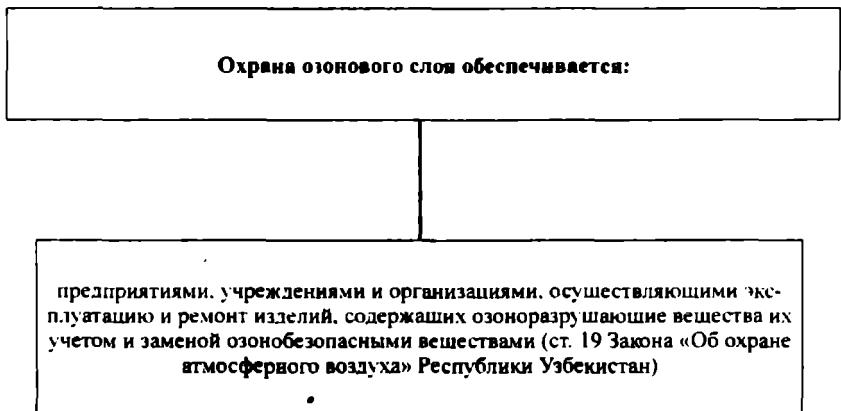 Охрана озонового слоя обеспечивается:
предприятиями, учреждениями и организациями, осуществляющими экс-
плуатацию и ремонт изделий, содержащих озоноразрушающие вещества их
учетом и заменой озонобезопасными веществами (ст. 19 Закона «Об охране
атмосферного воздуха» Республики Узбекистан)